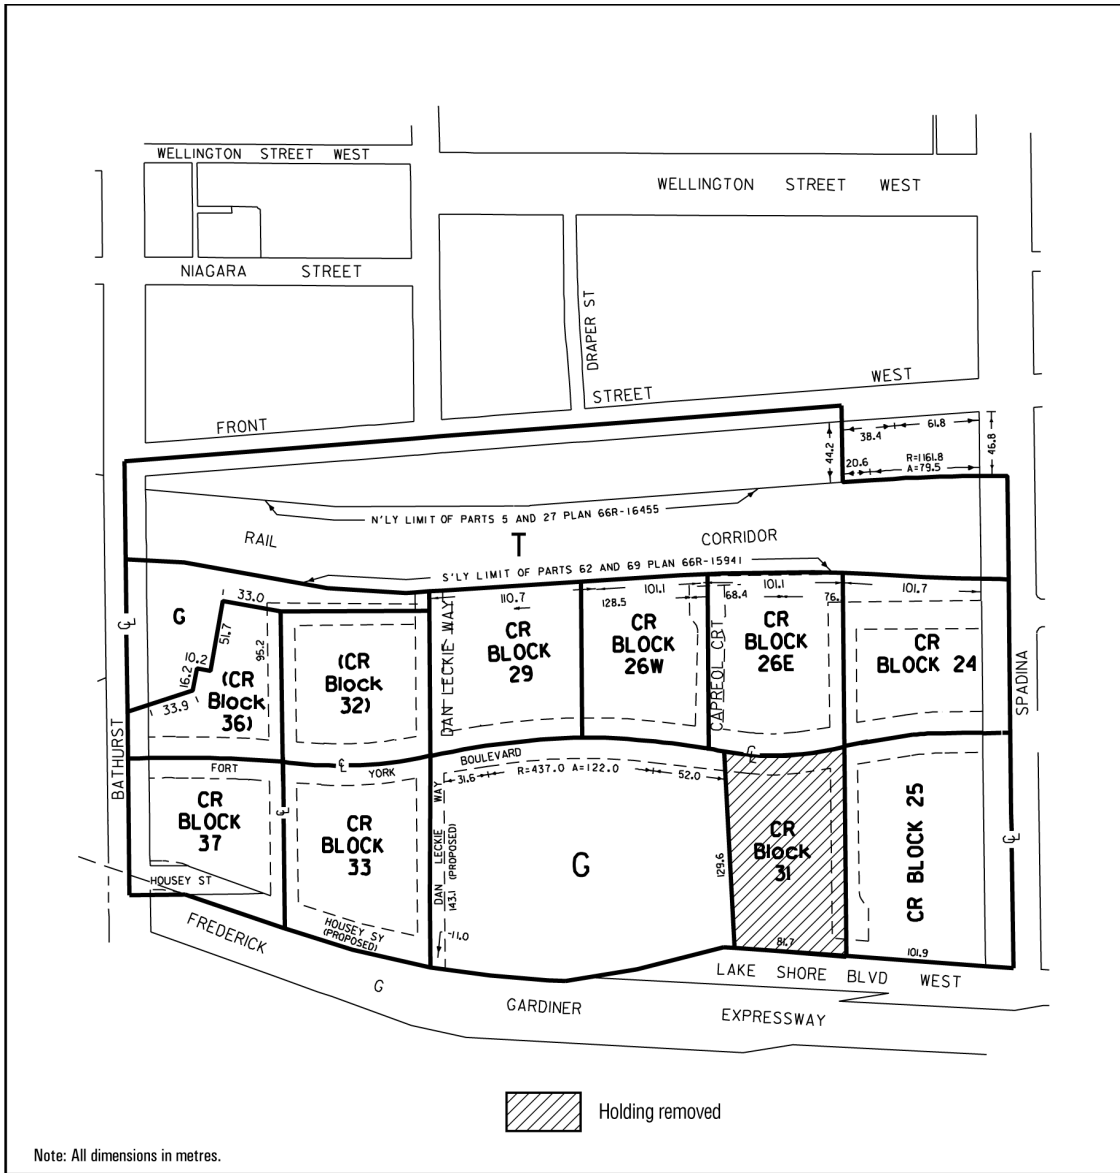 WELLINGTON STREET WEST
WELLINGTON STREET WEST
NIAGARA STREET
DRAPER ST
FRONT STREET WEST
38.4 61.8
44.2
46.8
20.6 R=1161.8
A=79.5
N'LY LIMIT OF PARTS 5 AND 27 PLAN 66R-16455
RAIL CORRIDOR
T
S'LY LIMIT OF PARTS 62 AND 69 PLAN 66R-15941
33.0
110.7
101.1
128.5
101.1
68.4 76.
101.7
G
℄
51.7
95.2
10.2
16.2
33.9
(CR
Block
36)
(CR
Block
32)
DAN LECKIE WAY
CR
BLOCK
29
CR
BLOCK
26W
CAPREOL CRT
CR
BLOCK
26E
CR
BLOCK 24
SPADINA
BATHURST
FORT ℄ YORK BOULEVARD ℄
31.6 R=437.0 A=122.0 52.0
CR
BLOCK
37
℄
CR
BLOCK
33
DAN LECKIE WAY
143.1 (PROPOSED)
G
129.6
CR
Block
31
CR BLOCK 25
℄
HOUSEY ST
HOUSEY SY
(PROPOSED)
11.0
81.7
101.9
FREDERICK G GARDINER EXPRESSWAY
LAKE SHORE BLVD WEST
Holding removed
Note: All dimensions in metres.